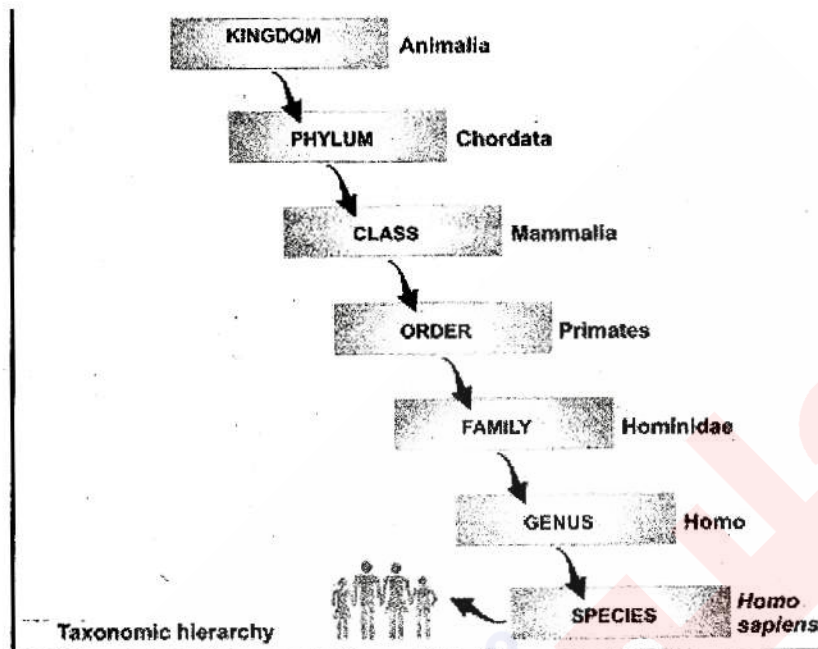 KINGDOM Animalia
PHYLUM Chordata
CLASS Mammalia
ORDER Primates
FAMILY Hominidae
GENUS Homo
SPECIES Homo
sapiens
Taxonomic hierarchy